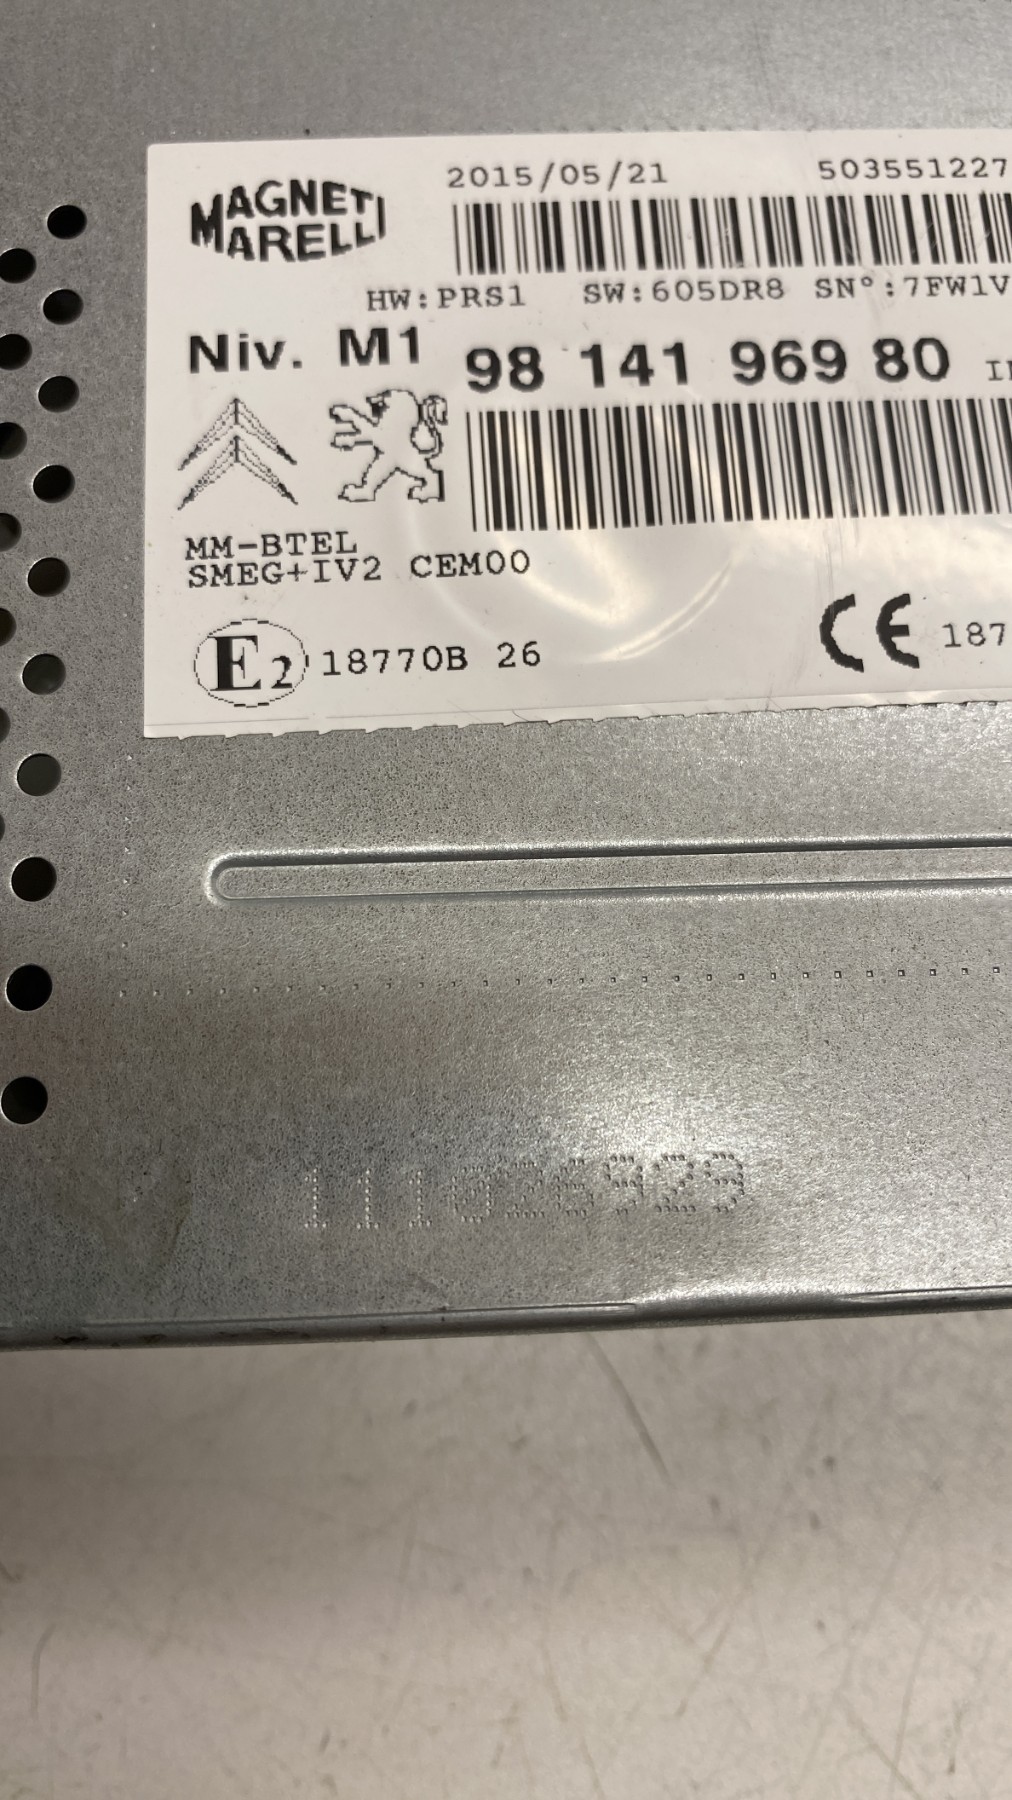 MAGNETI
MARELLI
2015/05/21 503551227
HW:PRS1 SW:605DR8 SN°:7FW1V
Niv. M1 98 141 969 80
MM-BTEL
SMEG+IV2 CEM00
E2 18770B 26 CE 187
111026929